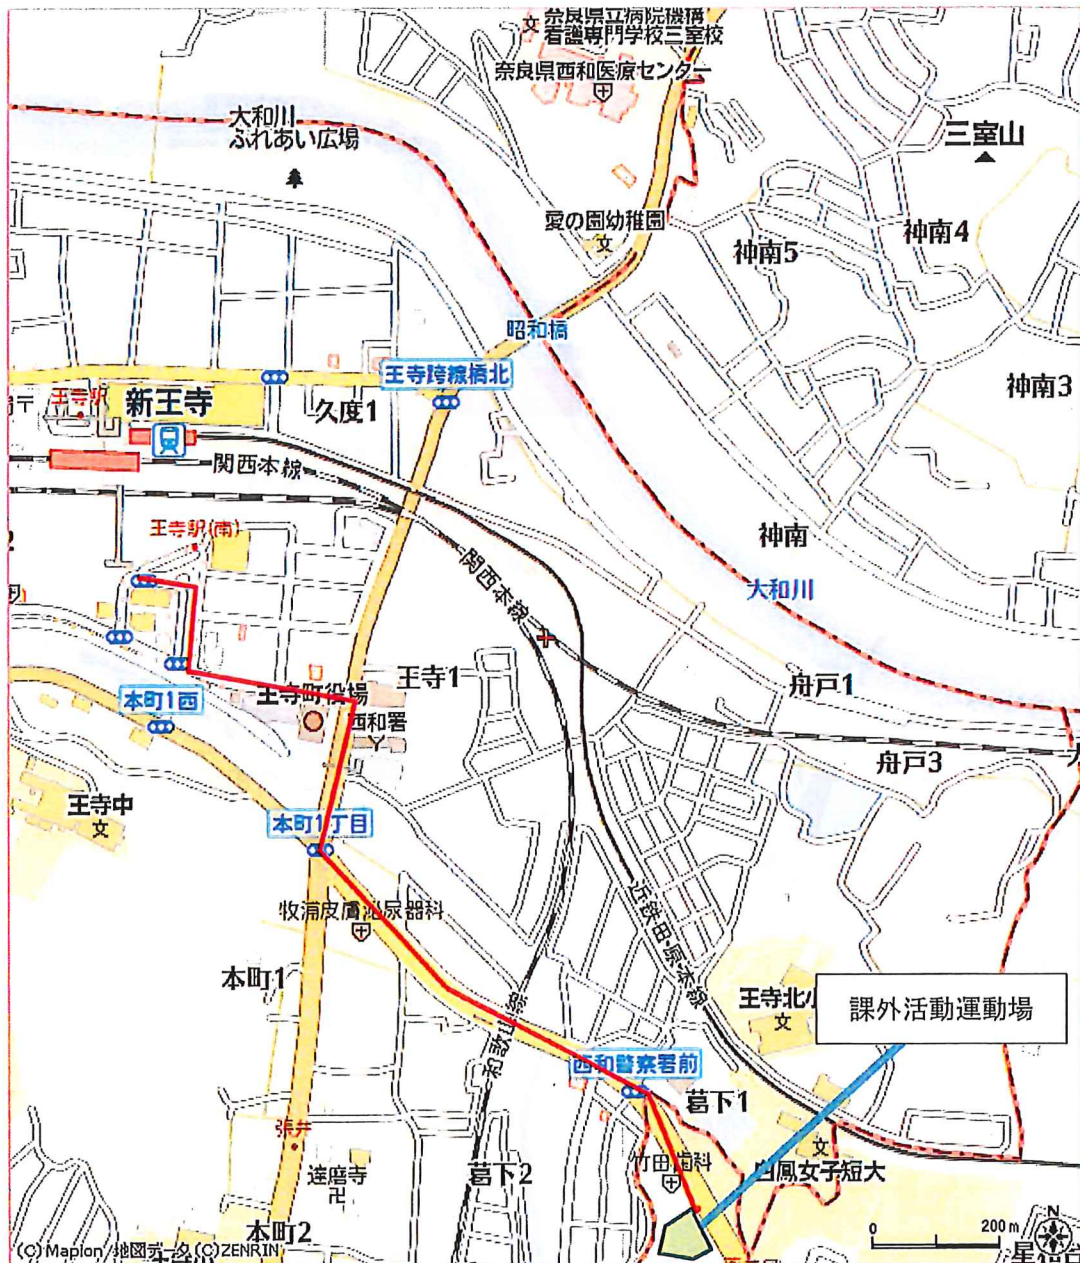 奈良県立病院機構
看護専門学校三室校
奈良県西和医療センター
大和川
ふれあい広場
三室山
愛の園幼稚園
神南5
神南4
昭和橋
王寺跨線橋北
神南3
王寺駅
新王寺
久度1
関西本線
王寺駅(南)
神南
関西本線
大和川
王寺1
舟戸1
本町1西
王寺町役場
西和署
舟戸3
王寺中
本町1丁目
牧浦皮膚泌尿器科
近鉄田原本線
本町1
王寺北小
課外活動運動場
和歌山線
西和警察署前
葛下1
張井
達磨寺
葛下2
竹田歯科
白鳳女子短大
本町2
N
0 200m
(C)Mapion/地図データ(C)ZENRIN